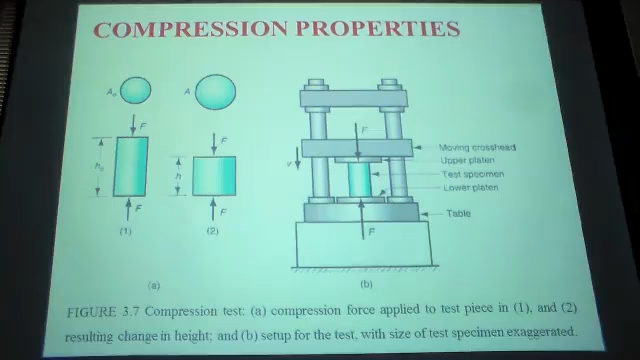 COMPRESSION PROPERTIES
Aₒ
A
F
F
F
hₒ
h
v
Moving crosshead
Upper platen
Test specimen
Lower platen
Table
F
F
F
(1)
(2)
(a)
(b)
FIGURE 3.7 Compression test: (a) compression force applied to test piece in (1), and (2)
resulting change in height; and (b) setup for the test, with size of test specimen exaggerated.